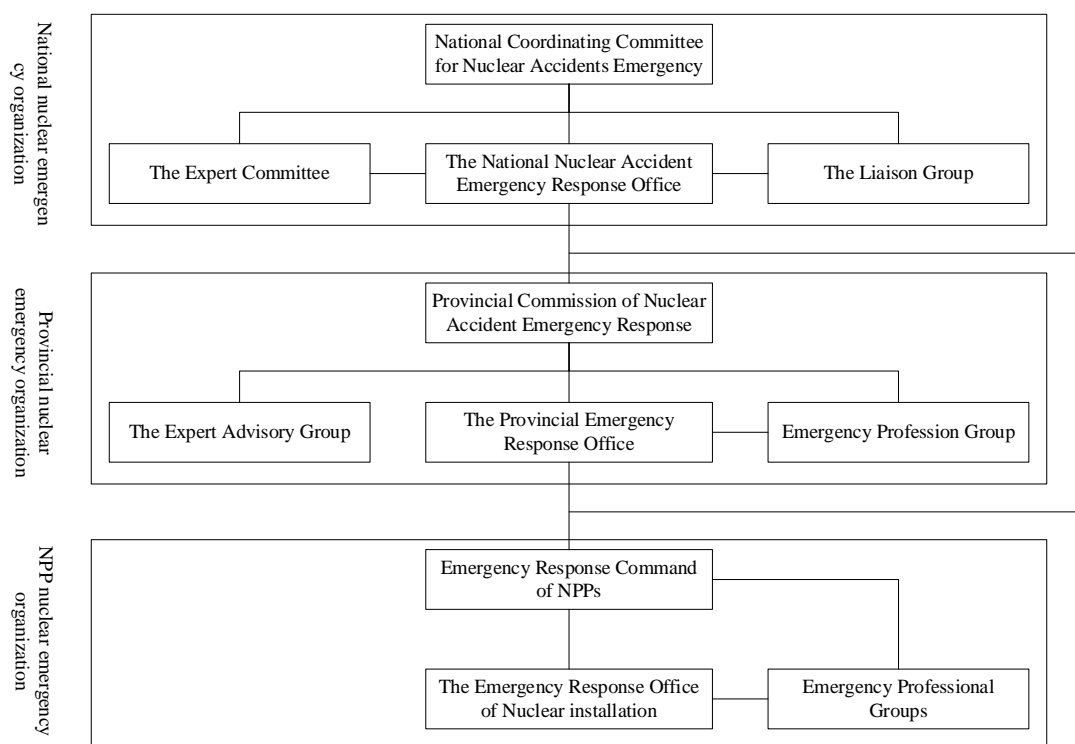 National nuclear emergen
cy organization
National Coordinating Committee
for Nuclear Accidents Emergency
The Expert Committee
The National Nuclear Accident
Emergency Response Office
The Liaison Group
Provincial nuclear
emergency organization
Provincial Commission of Nuclear
Accident Emergency Response
The Expert Advisory Group
The Provincial Emergency
Response Office
Emergency Profession Group
NPP nuclear emergency
organization
Emergency Response Command
of NPPs
The Emergency Response Office
of Nuclear installation
Emergency Professional
Groups